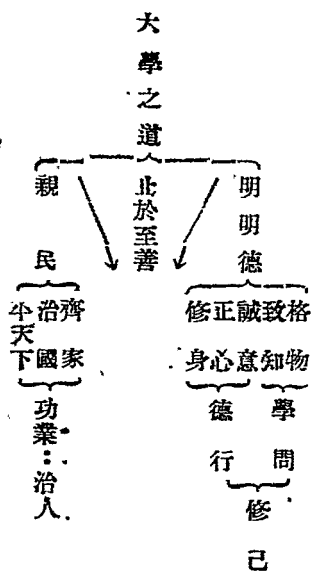 大學之道
明明德
止於至善
親民
格物
致知
誠意
正心
修身
齊家
治國
平天下
學問
德行
修己
功業：治人